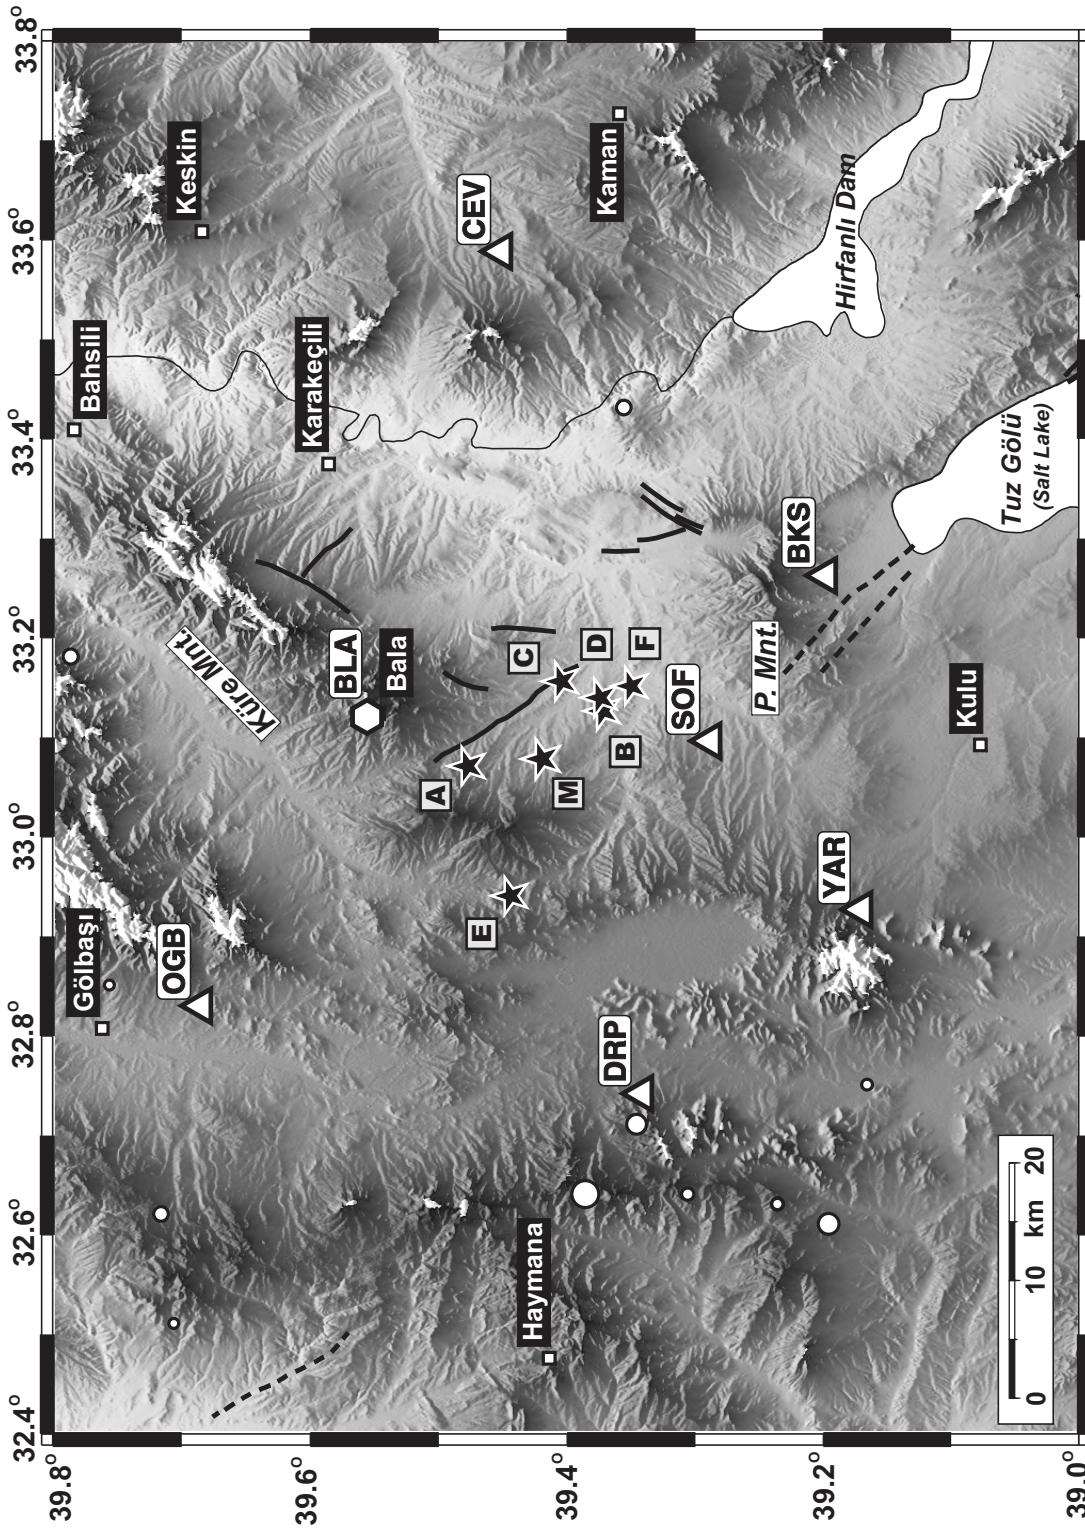 32.4°
32.6°
32.8°
33.0°
33.2°
33.4°
33.6°
33.8°
39.8°
39.6°
39.4°
39.2°
39.0°
Gölbaşı
OGB
Küre Mnt.
Bahsili
Keskin
Karakeçili
BLA
Bala
CEV
Kaman
A
C
D
E
M
B
F
SOF
Haymana
DRP
YAR
P. Mnt.
BKS
Kulu
Hirfanlı Dam
Tuz Gölü
(Salt Lake)
0 10 km 20